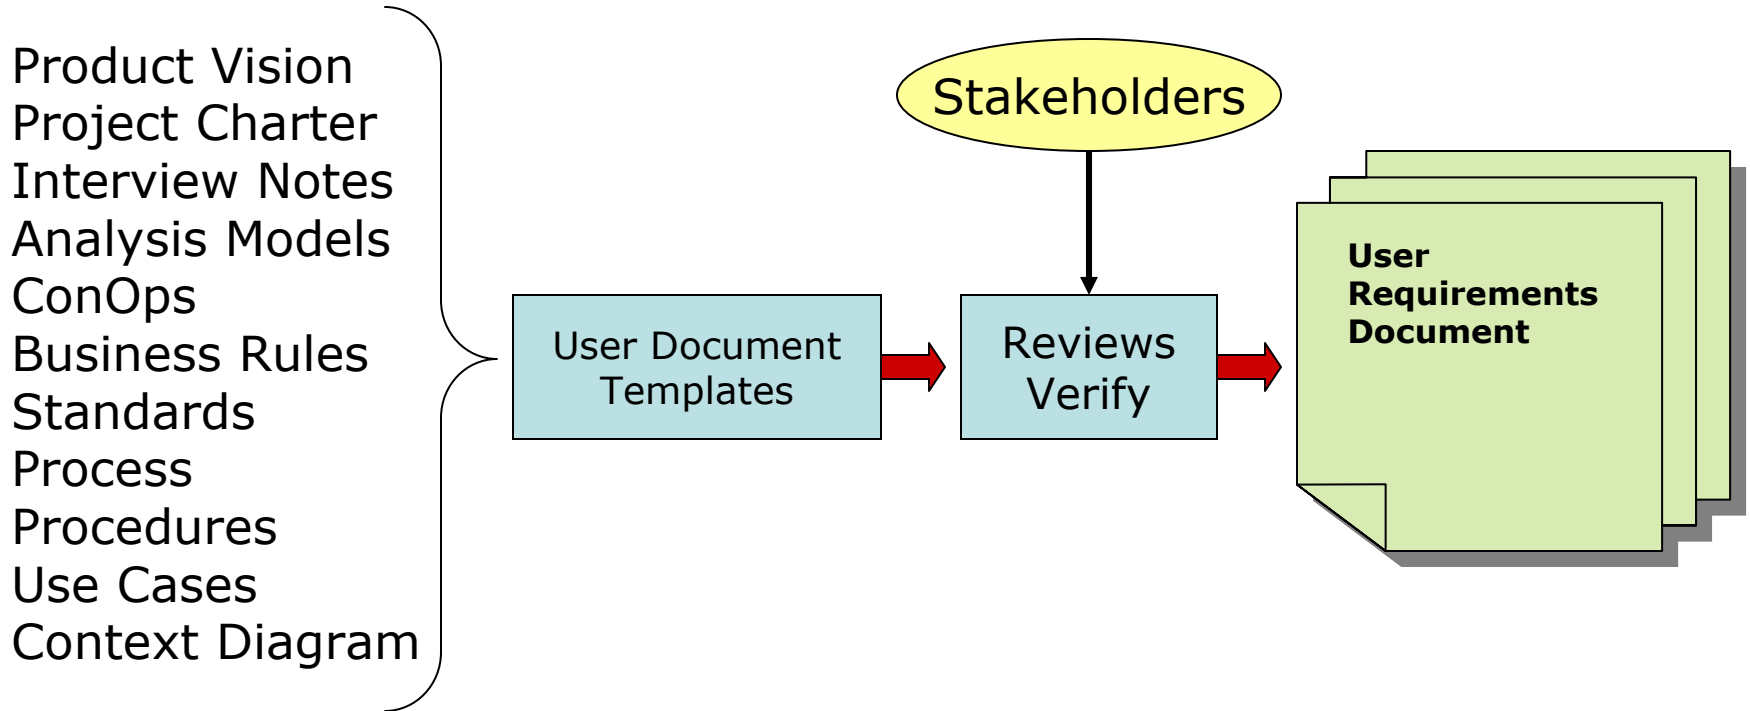 Product Vision
Project Charter
Interview Notes
Analysis Models
ConOps
Business Rules
Standards
Process
Procedures
Use Cases
Context Diagram
User Document
Templates
Stakeholders
Reviews
Verify
User
Requirements
Document